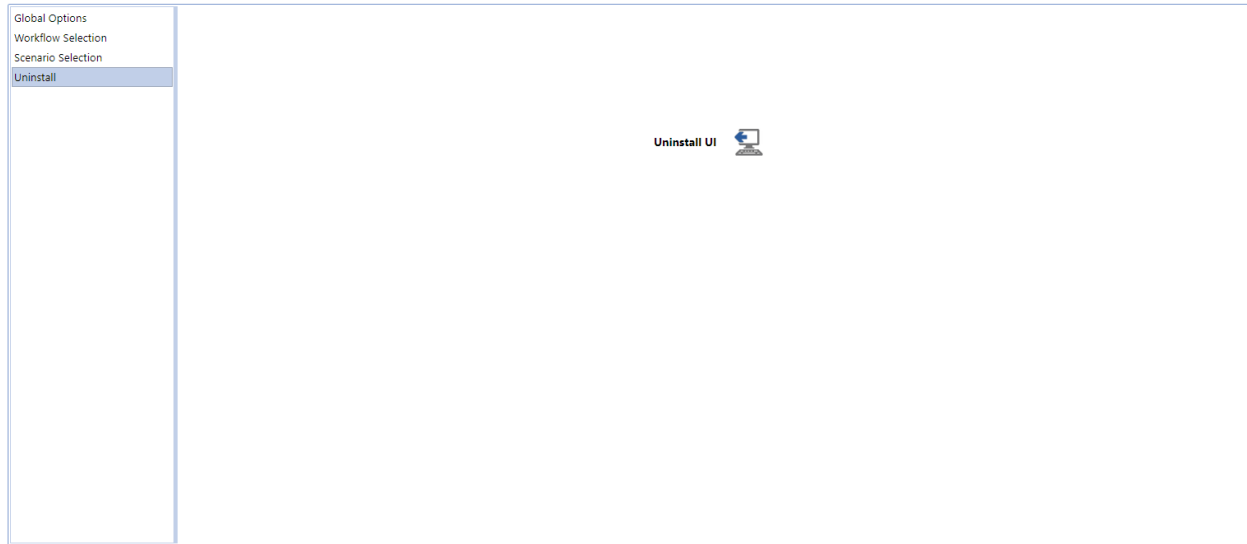 Global Options
Workflow Selection
Scenario Selection
Uninstall
Uninstall UI